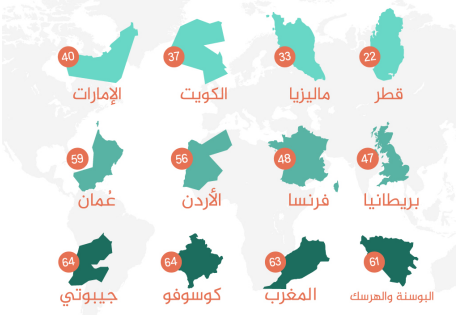 22
33
37
40
قطر
ماليزيا
الكويت
الإمارات
47
48
56
59
بريطانيا
فرنسا
الأردن
عُمان
61
63
64
64
البوسنة والهرسك
المغرب
كوسوفو
جيبوتي